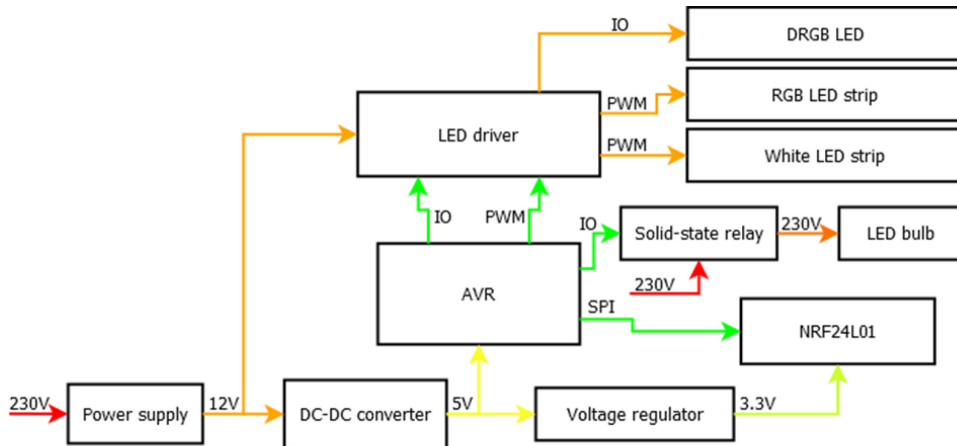 IO
DRGB LED
PWM
RGB LED strip
LED driver
PWM
White LED strip
IO
PWM
IO
Solid-state relay
230V
LED bulb
230V
AVR
SPI
NRF24L01
230V
Power supply
12V
DC-DC converter
5V
Voltage regulator
3.3V